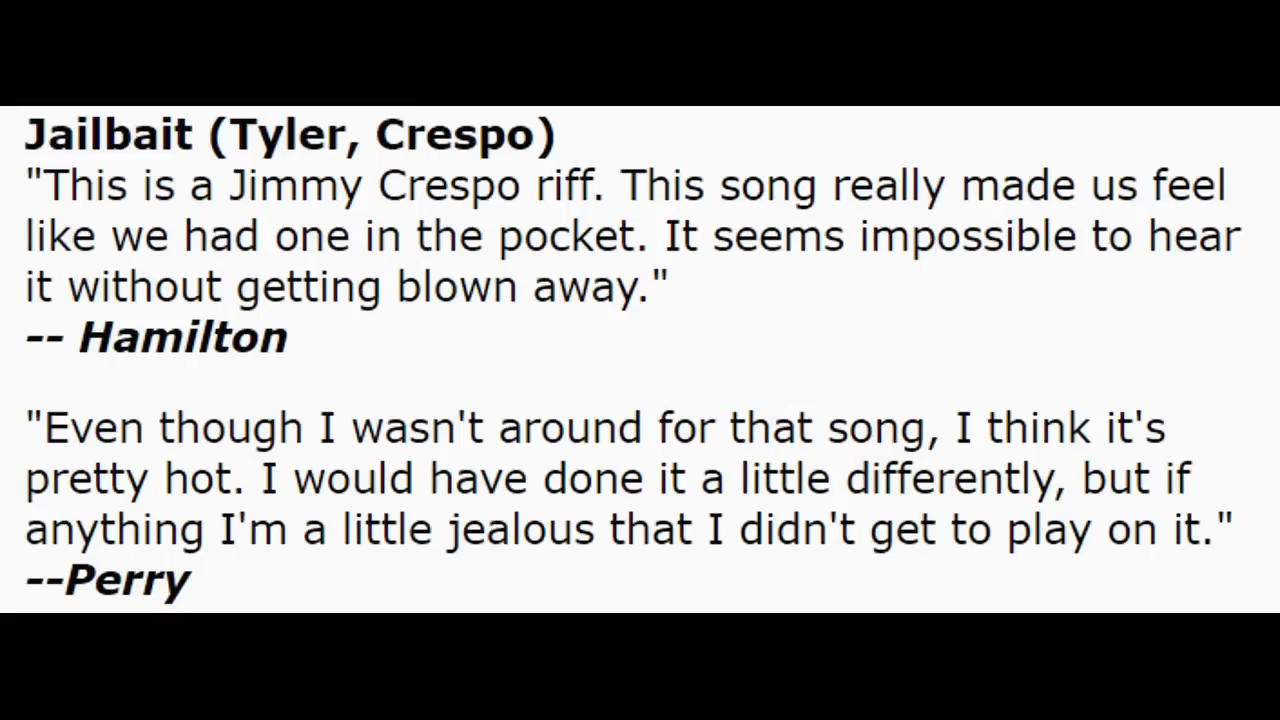 Jailbait (Tyler, Crespo)
"This is a Jimmy Crespo riff. This song really made us feel
like we had one in the pocket. It seems impossible to hear
it without getting blown away."
-- Hamilton
"Even though I wasn't around for that song, I think it's
pretty hot. I would have done it a little differently, but if
anything I'm a little jealous that I didn't get to play on it."
--Perry